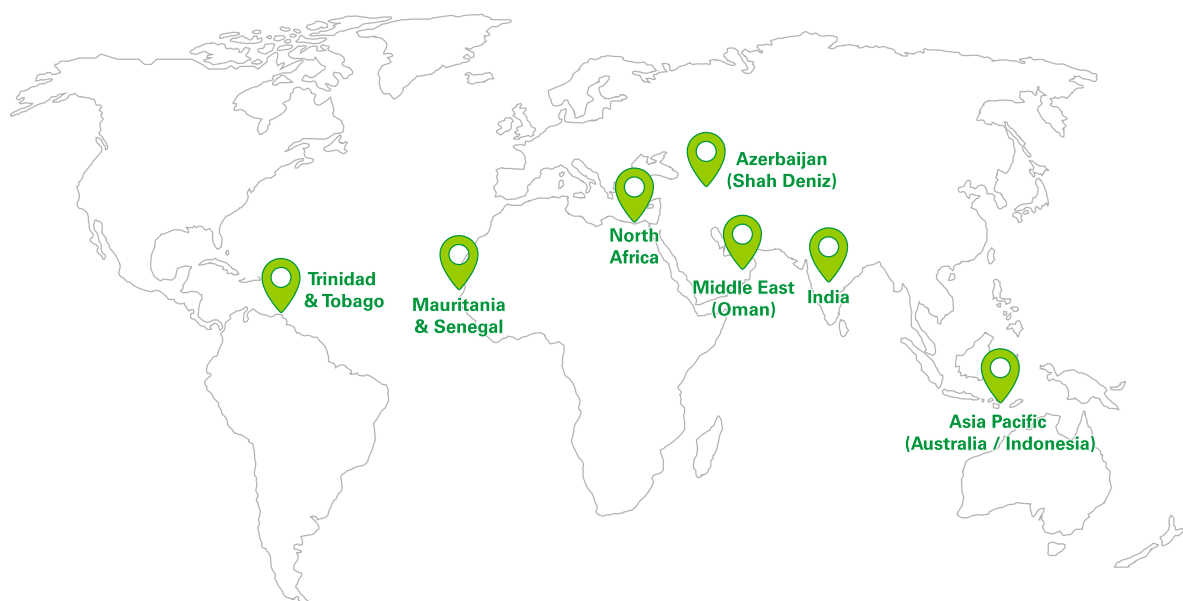 Azerbaijan
(Shah Deniz)
North
Africa
Trinidad
& Tobago
Mauritania
& Senegal
Middle East
(Oman)
India
Asia Pacific
(Australia / Indonesia)